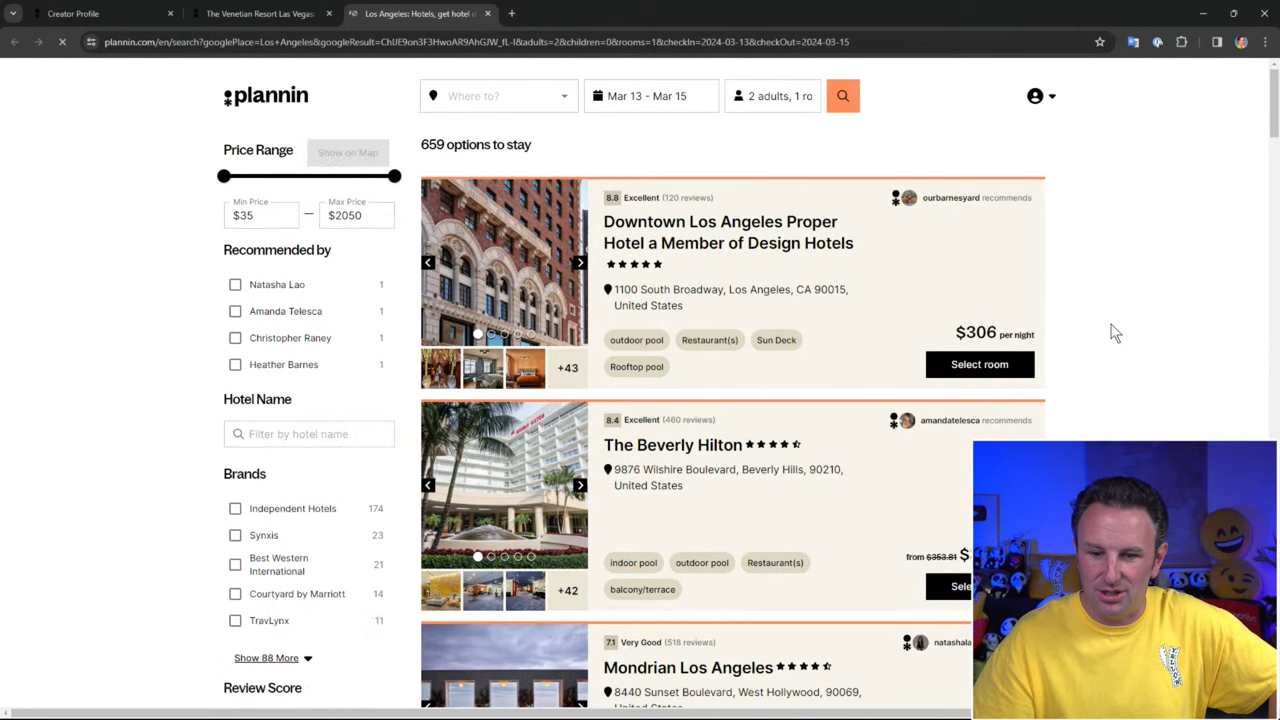 Creator Profile
The Venetian Resort Las Vegas:
Los Angeles: Hotels, get hotel d
plannin.com/en/search?googlePlace=Los+Angeles&googleResult=ChIJE9on3F3HwoAR9AhGJW_fL-I&adults=2&children=0&rooms=1&checkIn=2024-03-13&checkOut=2024-03-15
plannin
Where to?
Mar 13 - Mar 15
2 adults, 1 ro
Price Range
Show on Map
Min Price
$35
Max Price
$2050
Recommended by
Natasha Lao 1
Amanda Telesca 1
Christopher Raney 1
Heather Barnes 1
Hotel Name
Filter by hotel name
Brands
Independent Hotels 174
Synxis 23
Best Western
International 21
Courtyard by Marriott 14
TravLynx 11
Show 88 More
Review Score
659 options to stay
8.8 Excellent (120 reviews)
ourbarnesyard recommends
Downtown Los Angeles Proper
Hotel a Member of Design Hotels
1100 South Broadway, Los Angeles, CA 90015,
United States
outdoor pool Restaurant(s) Sun Deck
Rooftop pool
$306 per night
Select room
+43
8.4 Excellent (460 reviews)
amandatelesca recommends
The Beverly Hilton
9876 Wilshire Boulevard, Beverly Hills, 90210,
United States
indoor pool outdoor pool Restaurant(s)
balcony/terrace
from $353.81 $
Sele
+42
7.1 Very Good (518 reviews)
natashala
Mondrian Los Angeles
8440 Sunset Boulevard, West Hollywood, 90069,
United States